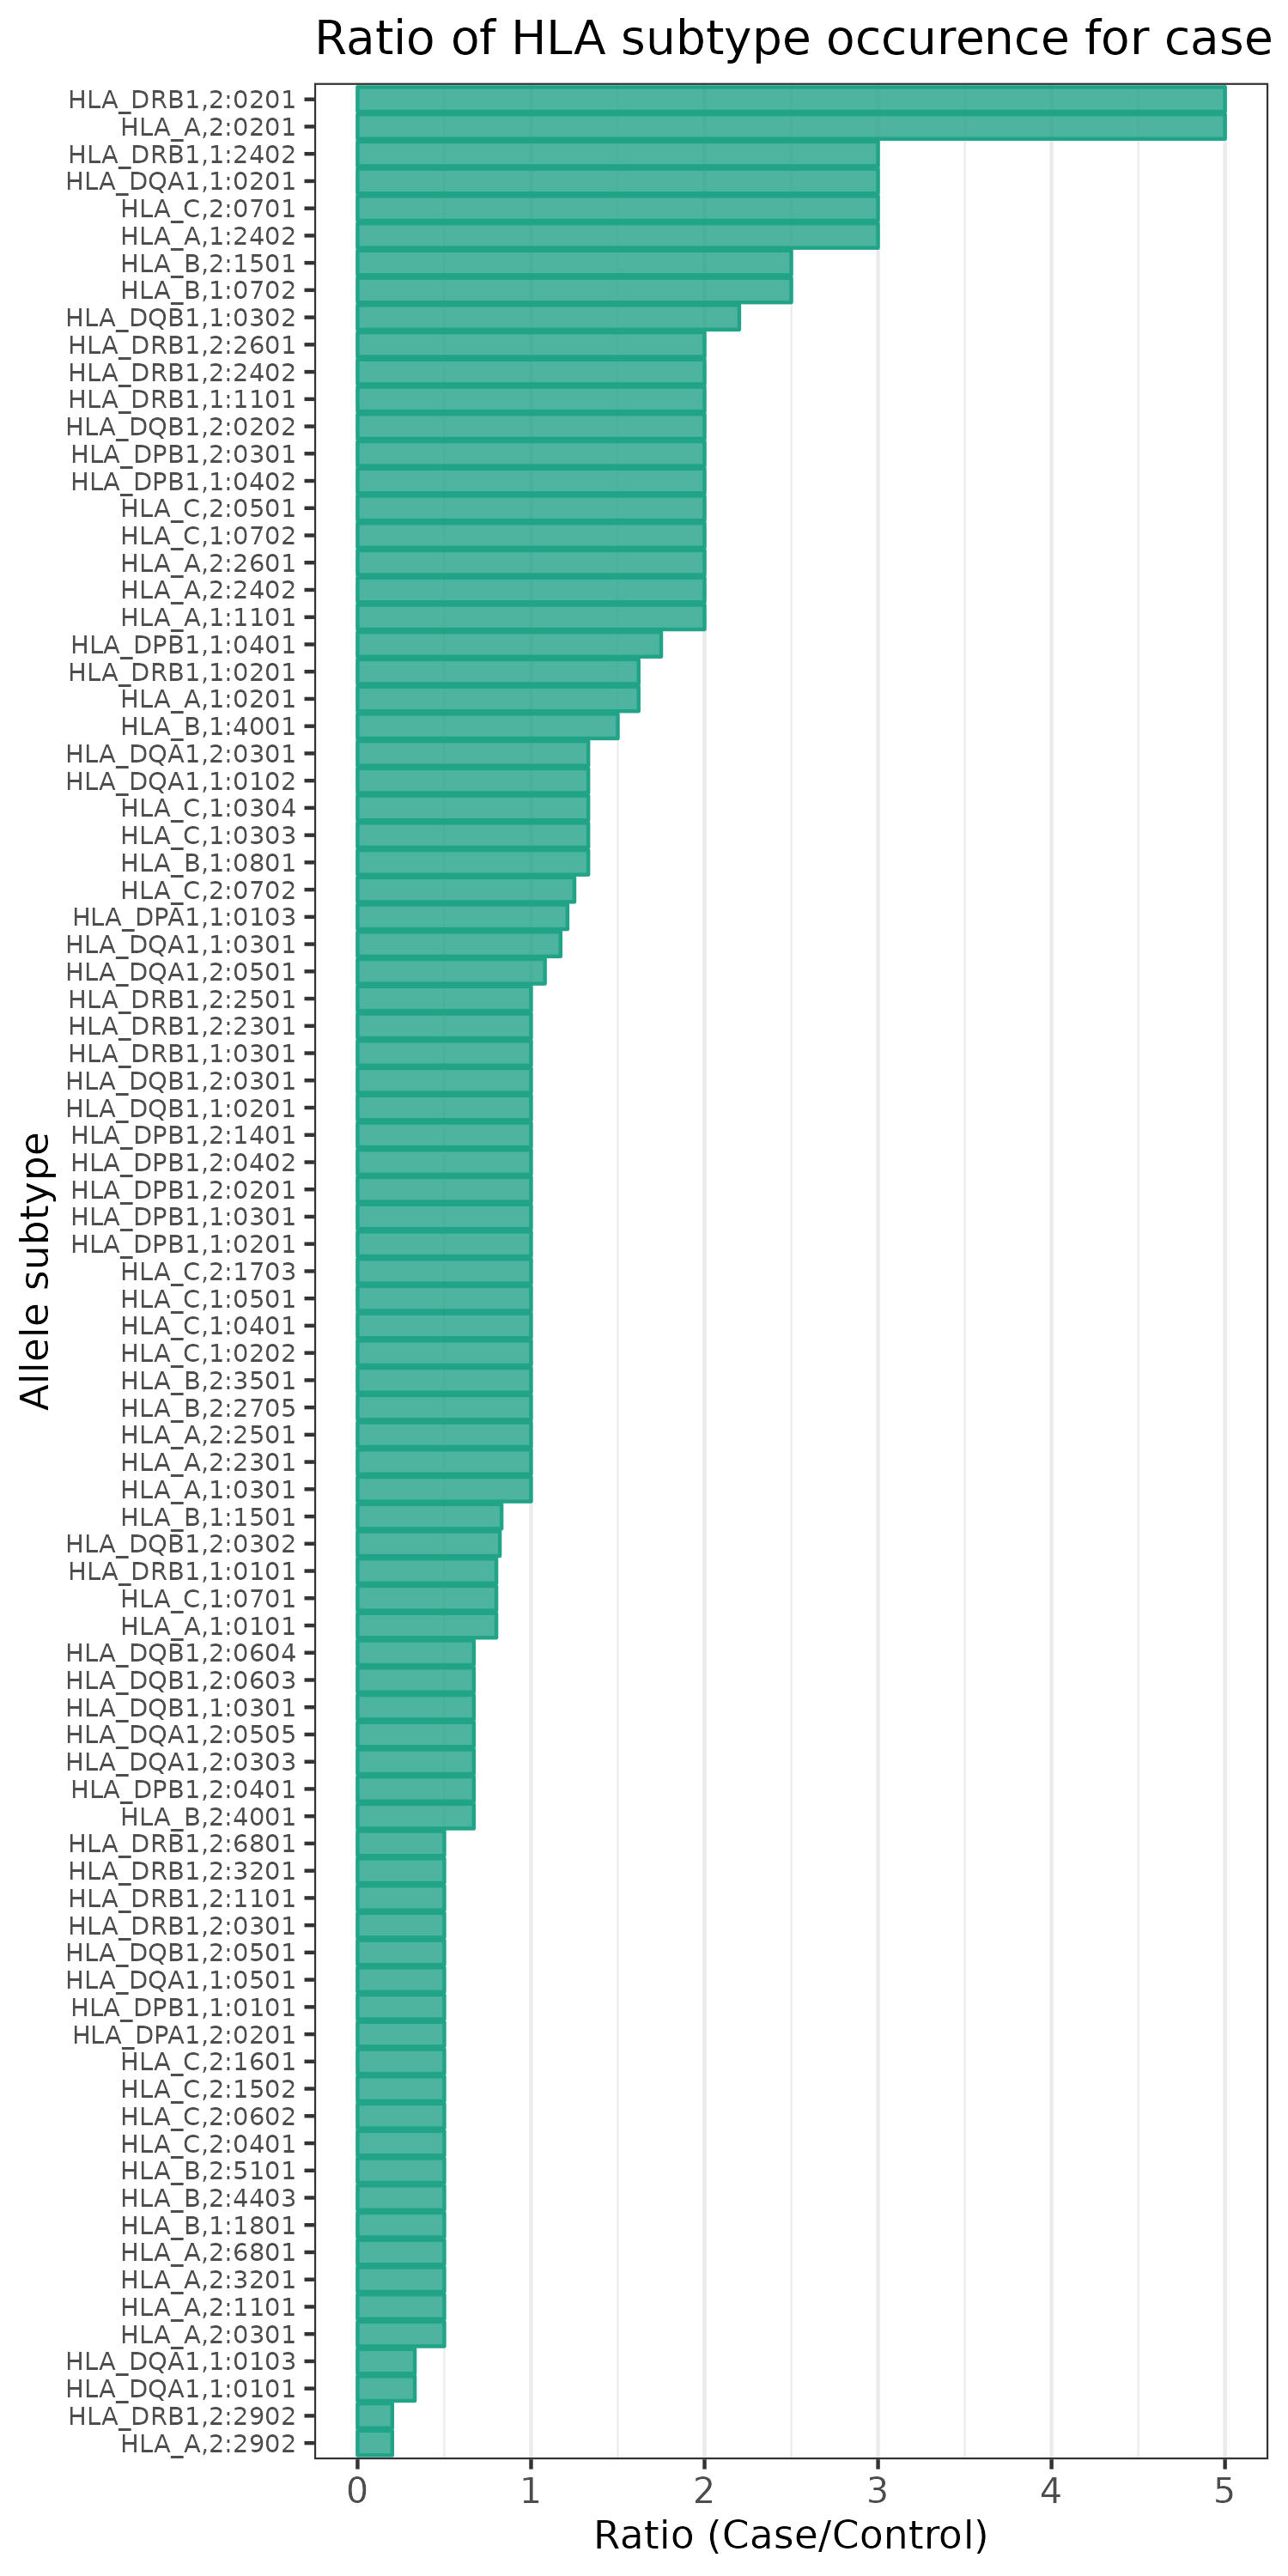 Ratio of HLA subtype occurence for case
HLA_DRB1,2:0201
HLA_A,2:0201
HLA_DRB1,1:2402
HLA_DQA1,1:0201
HLA_C,2:0701
HLA_A,1:2402
HLA_B,2:1501
HLA_B,1:0702
HLA_DQB1,1:0302
HLA_DRB1,2:2601
HLA_DRB1,2:2402
HLA_DRB1,1:1101
HLA_DQB1,2:0202
HLA_DPB1,2:0301
HLA_DPB1,1:0402
HLA_C,2:0501
HLA_C,1:0702
HLA_A,2:2601
HLA_A,2:2402
HLA_A,1:1101
HLA_DPB1,1:0401
HLA_DRB1,1:0201
HLA_A,1:0201
HLA_B,1:4001
HLA_DQA1,2:0301
HLA_DQA1,1:0102
HLA_C,1:0304
HLA_C,1:0303
HLA_B,1:0801
HLA_C,2:0702
HLA_DPA1,1:0103
HLA_DQA1,1:0301
HLA_DQA1,2:0501
HLA_DRB1,2:2501
HLA_DRB1,2:2301
HLA_DRB1,1:0301
HLA_DQB1,2:0301
HLA_DQB1,1:0201
HLA_DPB1,2:1401
HLA_DPB1,2:0402
HLA_DPB1,2:0201
HLA_DPB1,1:0301
HLA_DPB1,1:0201
HLA_C,2:1703
HLA_C,1:0501
HLA_C,1:0401
HLA_C,1:0202
HLA_B,2:3501
HLA_B,2:2705
HLA_A,2:2501
HLA_A,2:2301
HLA_A,1:0301
HLA_B,1:1501
HLA_DQB1,2:0302
HLA_DRB1,1:0101
HLA_C,1:0701
HLA_A,1:0101
HLA_DQB1,2:0604
HLA_DQB1,2:0603
HLA_DQB1,1:0301
HLA_DQA1,2:0505
HLA_DQA1,2:0303
HLA_DPB1,2:0401
HLA_B,2:4001
HLA_DRB1,2:6801
HLA_DRB1,2:3201
HLA_DRB1,2:1101
HLA_DRB1,2:0301
HLA_DQB1,2:0501
HLA_DQA1,1:0501
HLA_DPB1,1:0101
HLA_DPA1,2:0201
HLA_C,2:1601
HLA_C,2:1502
HLA_C,2:0602
HLA_C,2:0401
HLA_B,2:5101
HLA_B,2:4403
HLA_B,1:1801
HLA_A,2:6801
HLA_A,2:3201
HLA_A,2:1101
HLA_A,2:0301
HLA_DQA1,1:0103
HLA_DQA1,1:0101
HLA_DRB1,2:2902
HLA_A,2:2902
Allele subtype
0 1 2 3 4 5
Ratio (Case/Control)